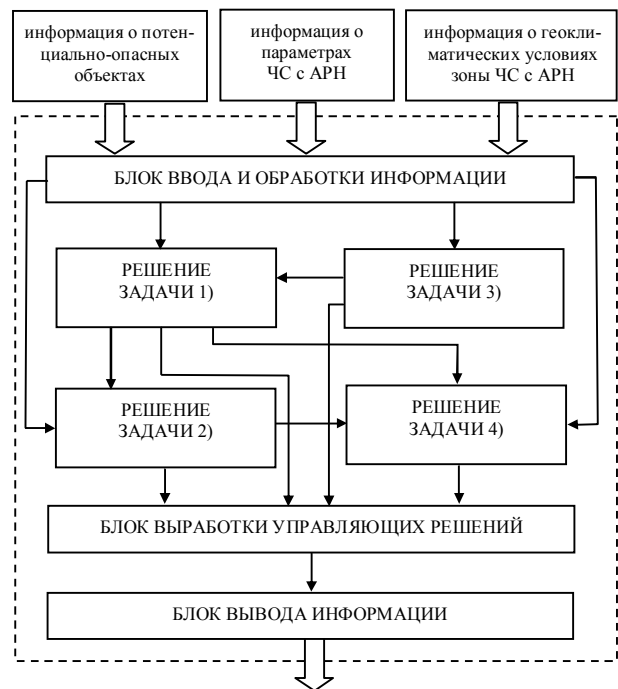 информация о потен-
циально-опасных
объектах
информация о
параметрах
ЧС с АРН
информация о геокли-
матических условиях
зоны ЧС с АРН
БЛОК ВВОДА И ОБРАБОТКИ ИНФОРМАЦИИ
РЕШЕНИЕ
ЗАДАЧИ 1)
РЕШЕНИЕ
ЗАДАЧИ 3)
РЕШЕНИЕ
ЗАДАЧИ 2)
РЕШЕНИЕ
ЗАДАЧИ 4)
БЛОК ВЫРАБОТКИ УПРАВЛЯЮЩИХ РЕШЕНИЙ
БЛОК ВЫВОДА ИНФОРМАЦИИ